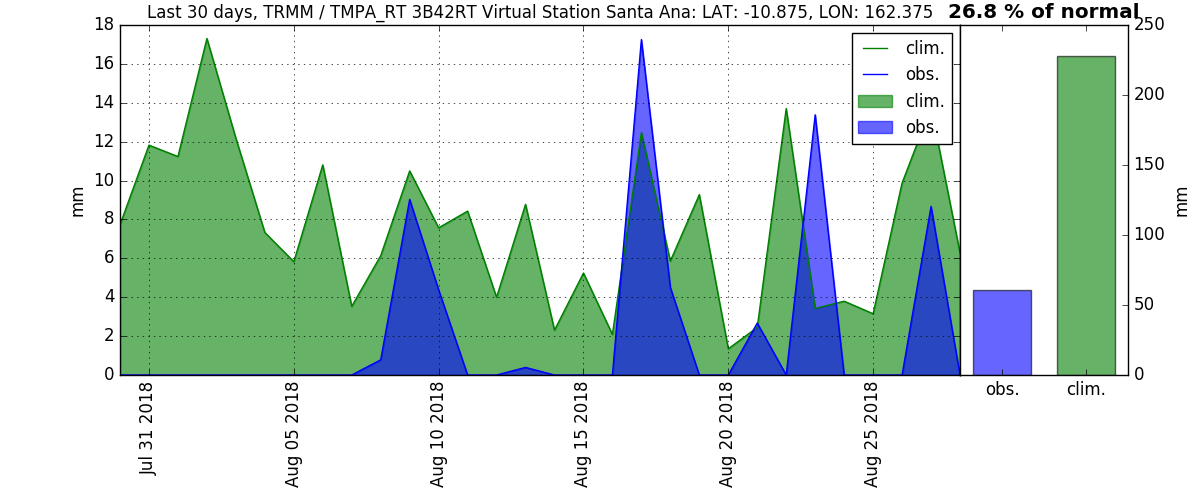 Last 30 days, TRMM / TMPA_RT 3B42RT Virtual Station Santa Ana: LAT: -10.875, LON: 162.375
26.8 % of normal
18
16
14
12
10
8
6
4
2
0
mm
clim.
obs.
clim.
obs.
Jul 31 2018
Aug 05 2018
Aug 10 2018
Aug 15 2018
Aug 20 2018
Aug 25 2018
250
200
150
100
50
0
mm
obs.
clim.